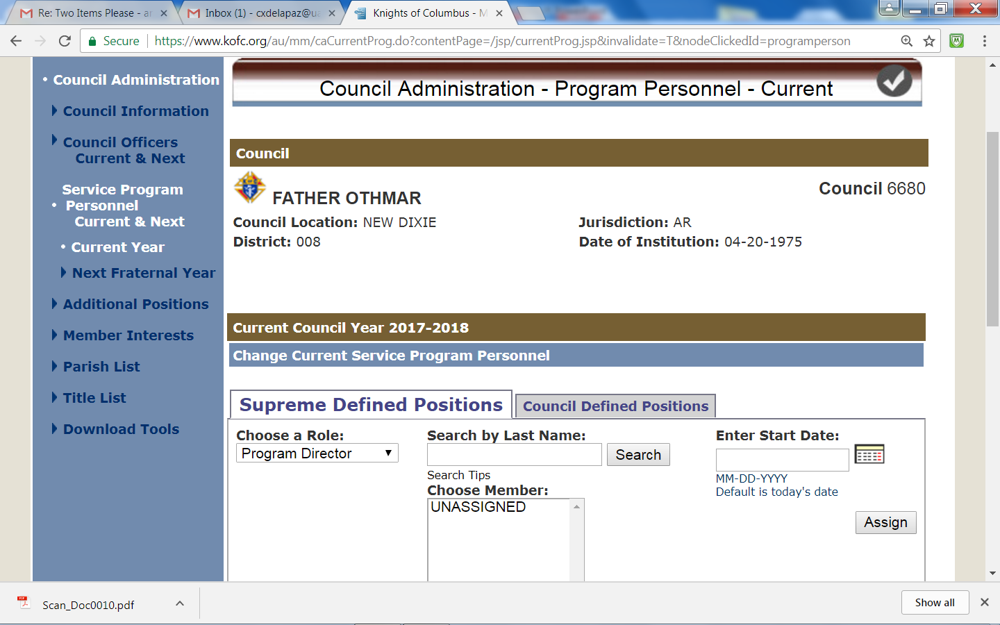 Re: Two Items Please - ar
Inbox (1) - cxdelapaz@ua
Knights of Columbus - M
Secure
https://www.kofc.org/au/mm/caCurrentProg.do?contentPage=/jsp/currentProg.jsp&invalidate=T&nodeClickedId=programperson
• Council Administration
Council Information
Council Officers
Current & Next
Service Program
• Personnel
Current & Next
• Current Year
Next Fraternal Year
Additional Positions
Member Interests
Parish List
Title List
Download Tools
Council Administration - Program Personnel - Current
Council
FATHER OTHMAR
Council 6680
Council Location: NEW DIXIE
Jurisdiction: AR
District: 008
Date of Institution: 04-20-1975
Current Council Year 2017-2018
Change Current Service Program Personnel
Supreme Defined Positions
Council Defined Positions
Choose a Role:
Program Director
Search by Last Name:
Search
Search Tips
Choose Member:
UNASSIGNED
Enter Start Date:
MM-DD-YYYY
Default is today's date
Assign
Scan_Doc0010.pdf
Show all